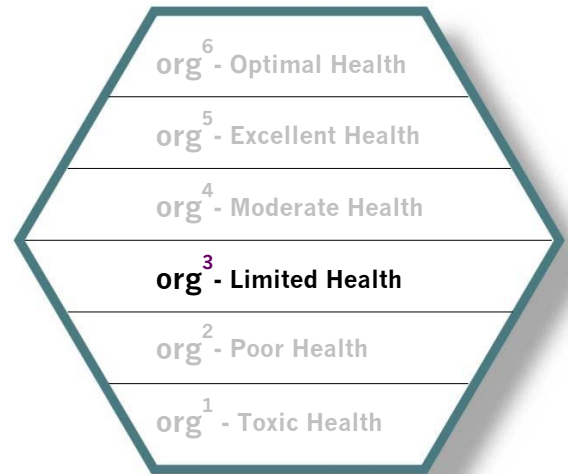 org⁶- Optimal Health
org⁵- Excellent Health
org⁴- Moderate Health
org³- Limited Health
org²- Poor Health
org¹ - Toxic Health